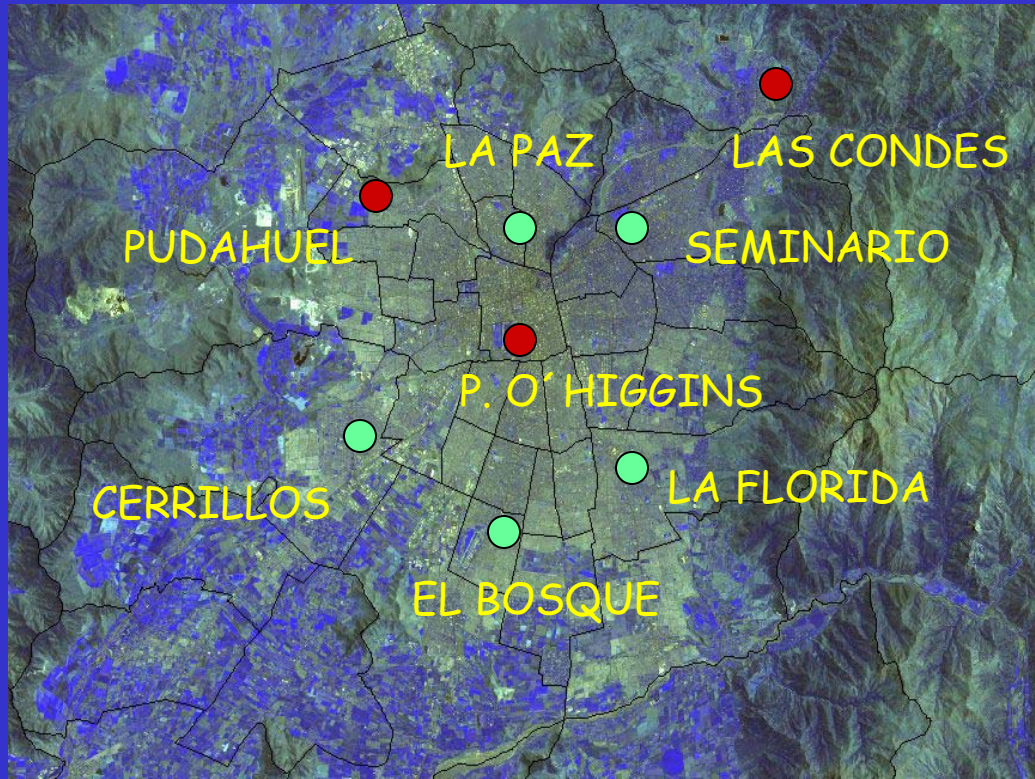 LA PAZ
LAS CONDES
PUDAHUEL
SEMINARIO
P. O´HIGGINS
CERRILLOS
LA FLORIDA
EL BOSQUE